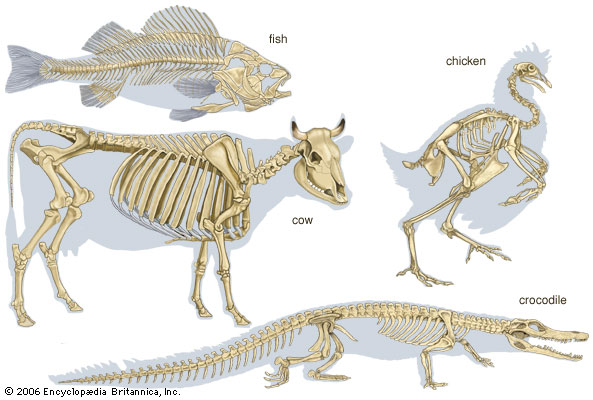 fish
chicken
cow
crocodile
© 2006 Encyclopædia Britannica, Inc.